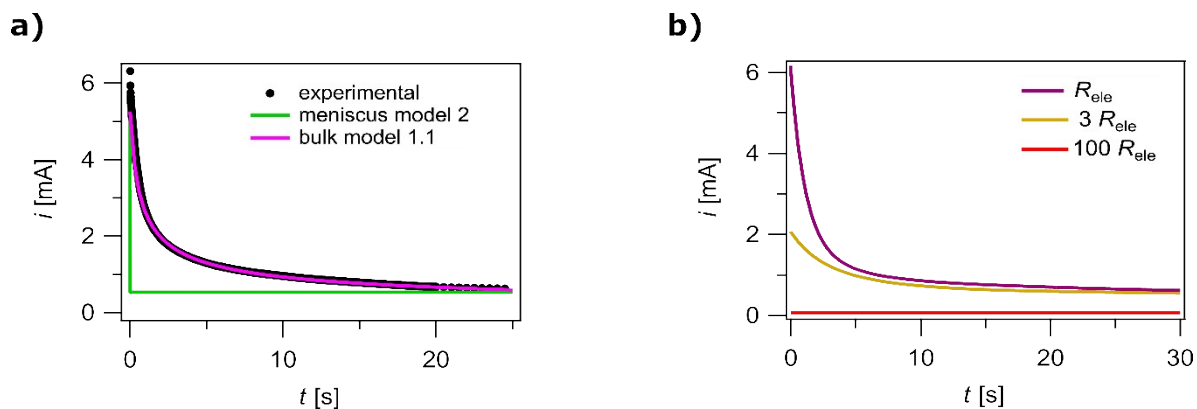 a)
6
4
2
0
i [mA]
experimental
meniscus model 2
bulk model 1.1
0
10
20
t [s]
b)
6
4
2
0
i [mA]
Rele
3 Rele
100 Rele
0
10
20
30
t [s]